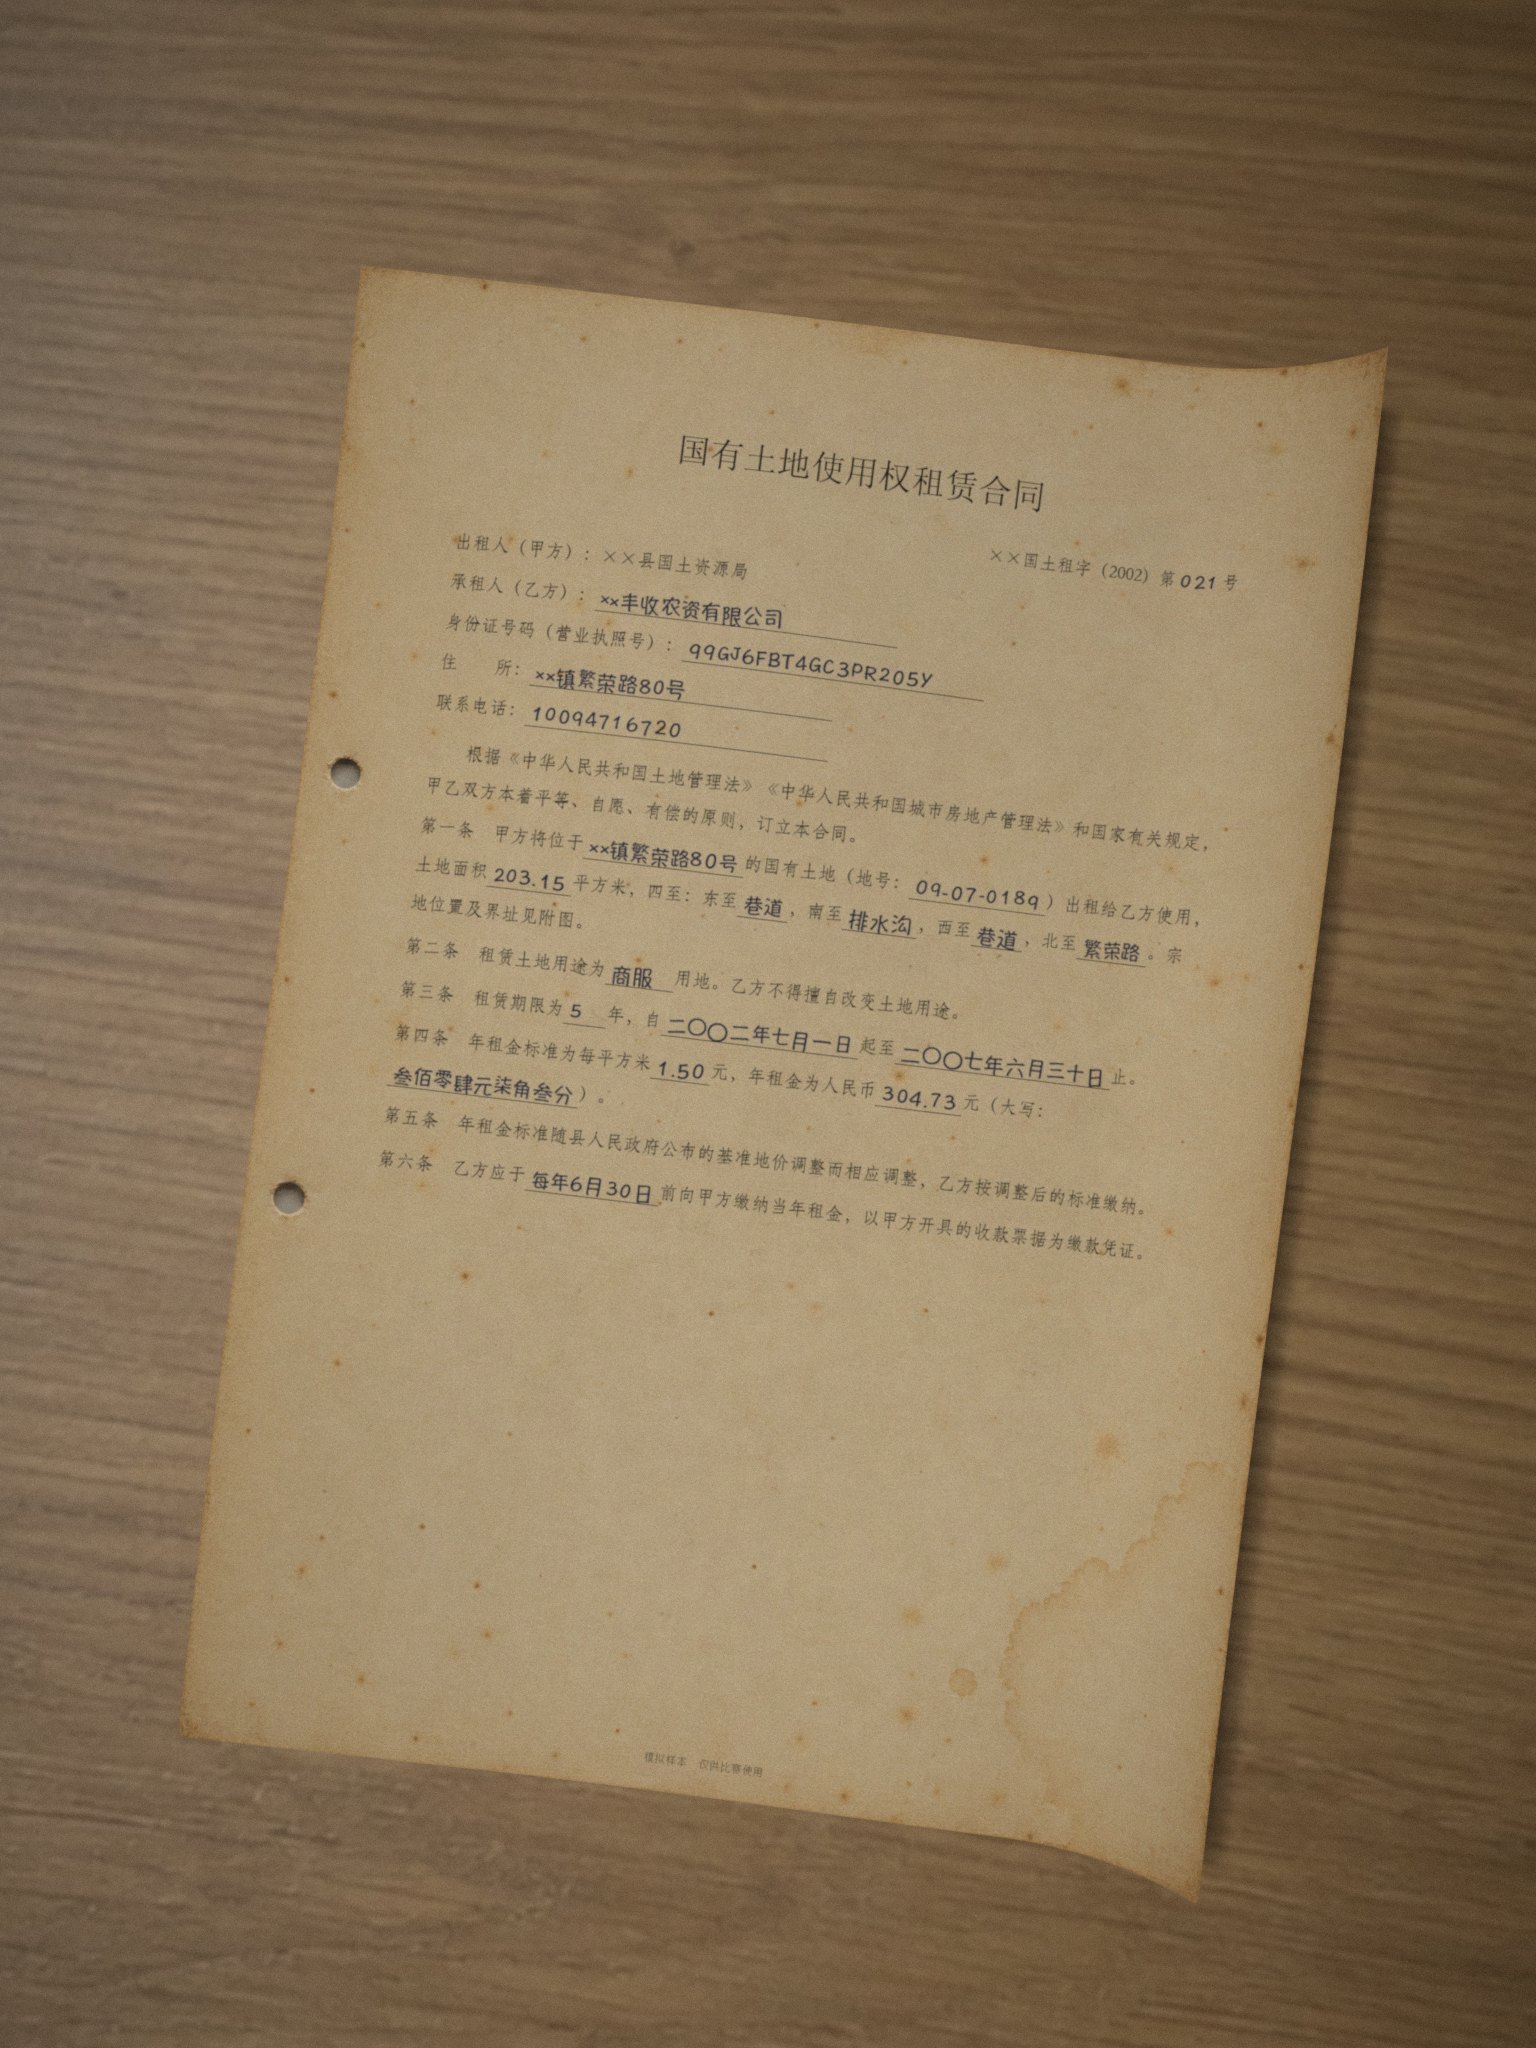 国有土地使用权租赁合同
××国土租字（2002）第021号
出租人（甲方）：××县国土资源局
承租人（乙方）：××丰收农资有限公司
身份证号码（营业执照号）：99GJ6FBT4GC3PR205Y
住　　所：××镇繁荣路80号
联系电话：10094716720
根据《中华人民共和国土地管理法》《中华人民共和国城市房地产管理法》和国家有关规定，
甲乙双方本着平等、自愿、有偿的原则，订立本合同。
第一条　甲方将位于××镇繁荣路80号的国有土地（地号：09-07-0189）出租给乙方使用，
土地面积203.15平方米，四至：东至巷道，南至排水沟，西至巷道，北至繁荣路。宗
地位置及界址见附图。
第二条　租赁土地用途为商服用地。乙方不得擅自改变土地用途。
第三条　租赁期限为5年，自二〇〇二年七月一日起至二〇〇七年六月三十日止。
第四条　年租金标准为每平方米1.50元，年租金为人民币304.73元（大写：
叁佰零肆元柒角叁分）。
第五条　年租金标准随县人民政府公布的基准地价调整而相应调整，乙方按调整后的标准缴纳。
第六条　乙方应于每年6月30日前向甲方缴纳当年租金，以甲方开具的收款票据为缴款凭证。
模拟样本　仅供比赛使用